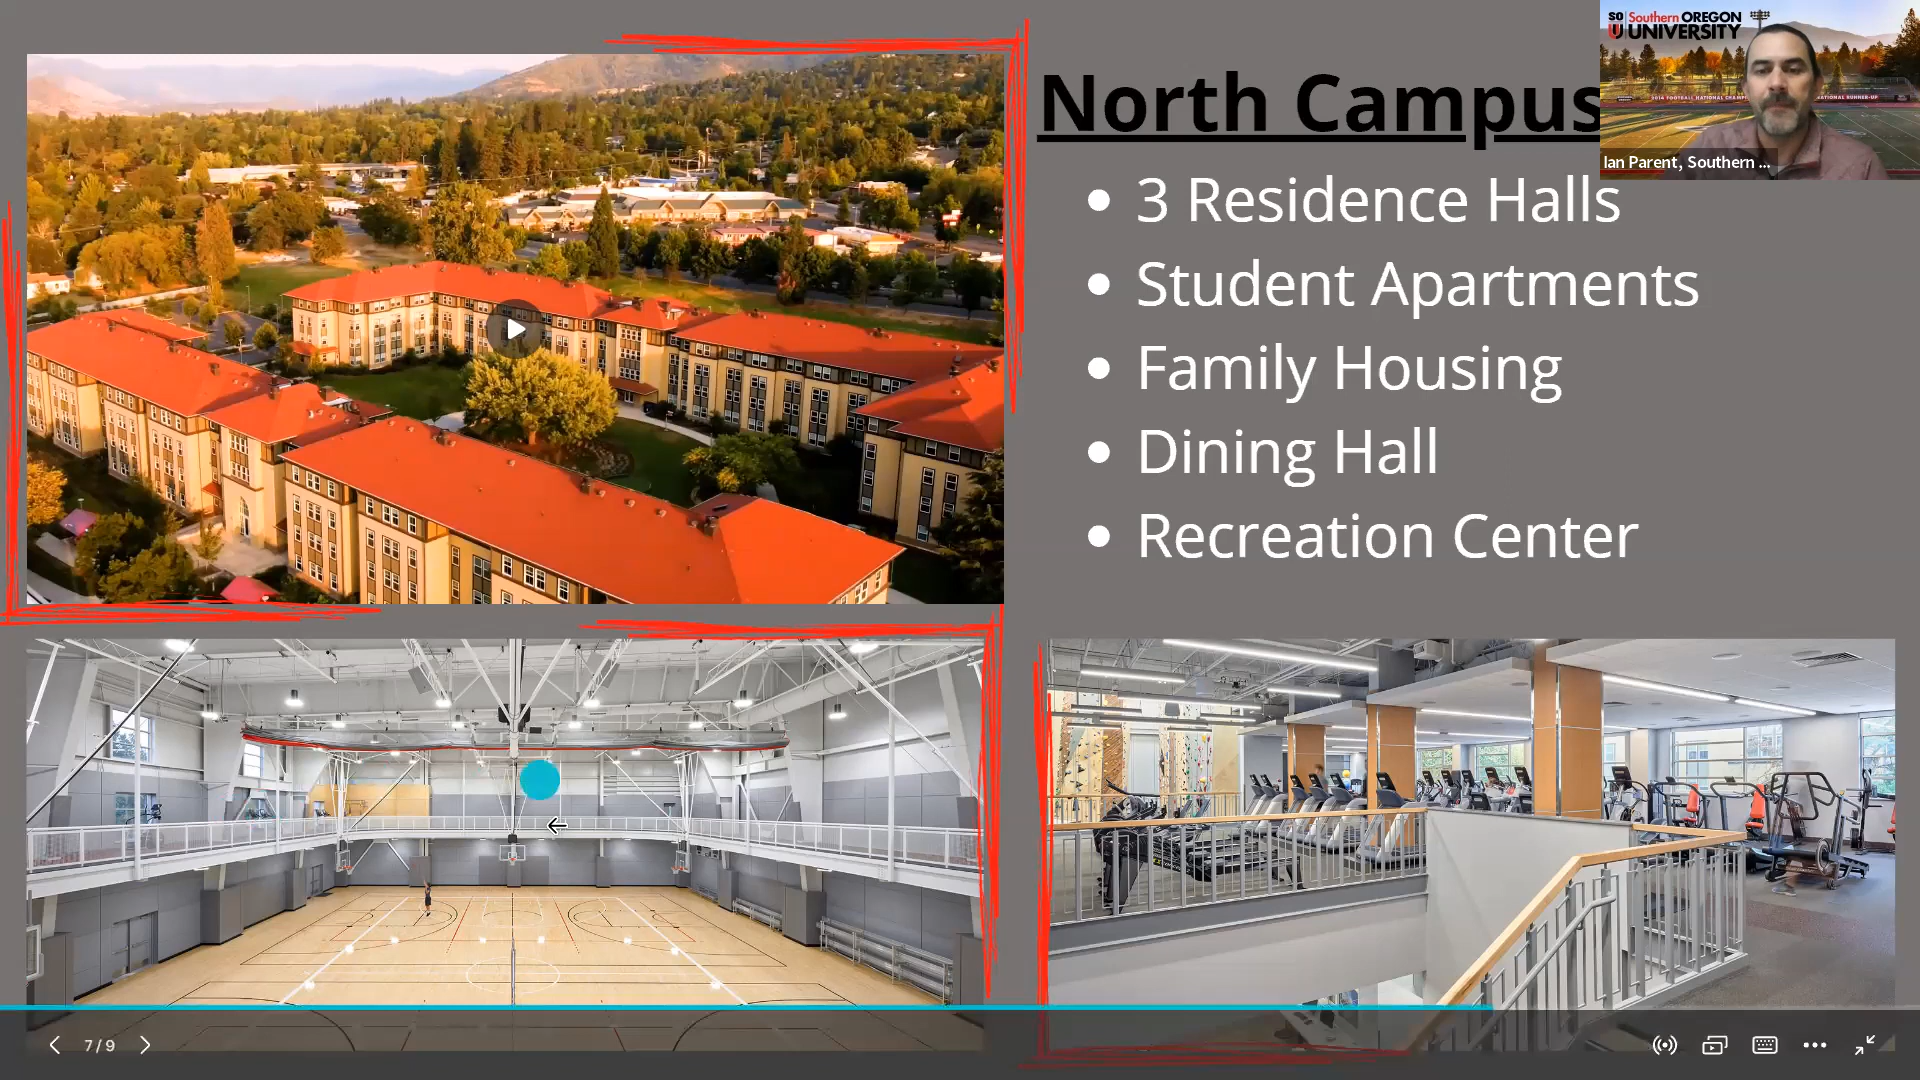 North Campus
3 Residence Halls
Student Apartments
Family Housing
Dining Hall
Recreation Center
SO
U
Southern OREGON
UNIVERSITY
Ian Parent, Southern ...
7/9